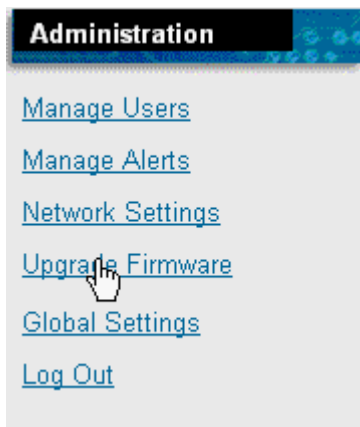 Administration
Manage Users
Manage Alerts
Network Settings
Upgrade Firmware
Global Settings
Log Out